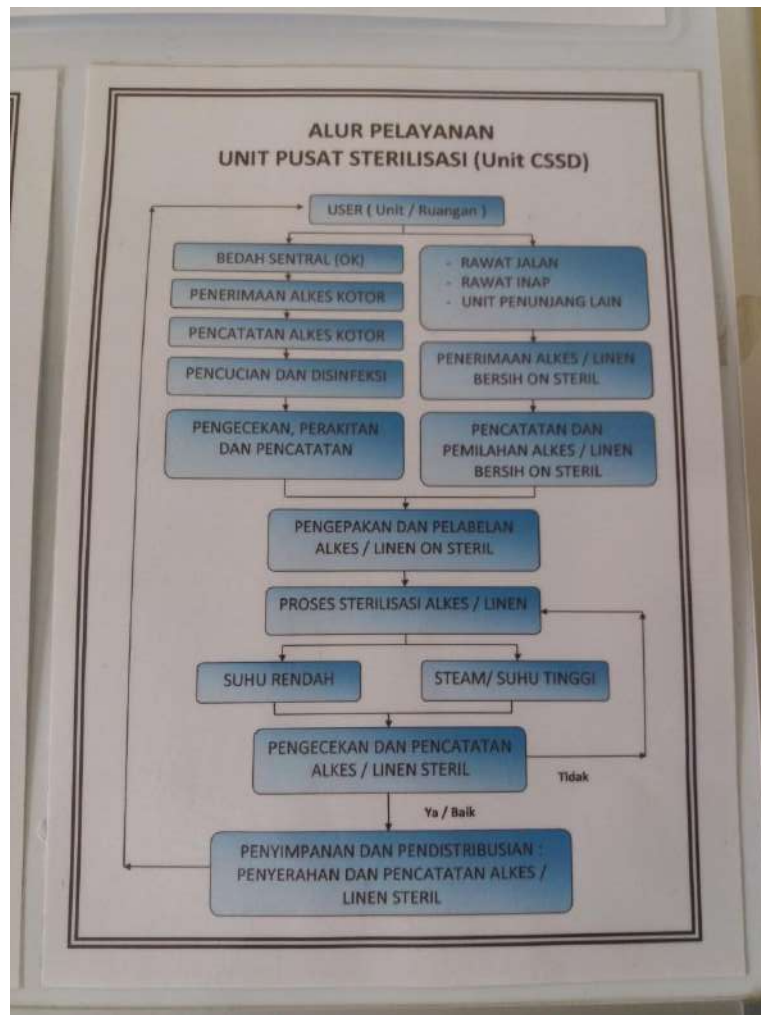 ALUR PELAYANAN
UNIT PUSAT STERILISASI (Unit CSSD)
USER ( Unit / Ruangan )
BEDAH SENTRAL (OK)
PENERIMAAN ALKES KOTOR
PENCATATAN ALKES KOTOR
PENCUCIAN DAN DISINFEKSI
PENGECEKAN, PERAKITAN
DAN PENCATATAN
- RAWAT JALAN
- RAWAT INAP
- UNIT PENUNJANG LAIN
PENERIMAAN ALKES / LINEN
BERSIH ON STERIL
PENCATATAN DAN
PEMILAHAN ALKES / LINEN
BERSIH ON STERIL
PENGEPAKAN DAN PELABELAN
ALKES / LINEN ON STERIL
PROSES STERILISASI ALKES / LINEN
SUHU RENDAH
STEAM/ SUHU TINGGI
PENGECEKAN DAN PENCATATAN
ALKES / LINEN STERIL
Tidak
Ya / Baik
PENYIMPANAN DAN PENDISTRIBUSIAN :
PENYERAHAN DAN PENCATATAN ALKES /
LINEN STERIL